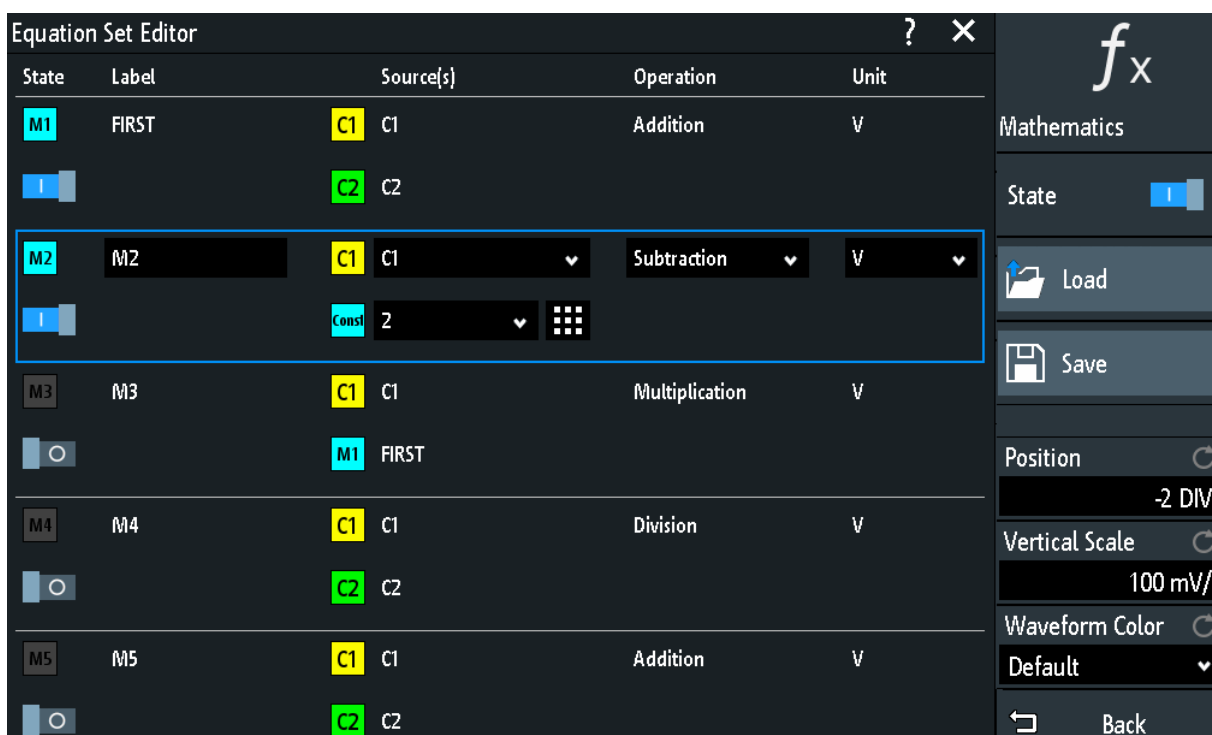 Equation Set Editor ? ×
State Label Source(s) Operation Unit
M1 FIRST C1 C1 Addition V
I C2 C2
M2 M2 C1 C1 Subtraction V
I Const 2
M3 M3 C1 C1 Multiplication V
O M1 FIRST
M4 M4 C1 C1 Division V
O C2 C2
M5 M5 C1 C1 Addition V
O C2 C2
fx
Mathematics
State I
Load
Save
Position
-2 DIV
Vertical Scale
100 mV/
Waveform Color
Default
Back